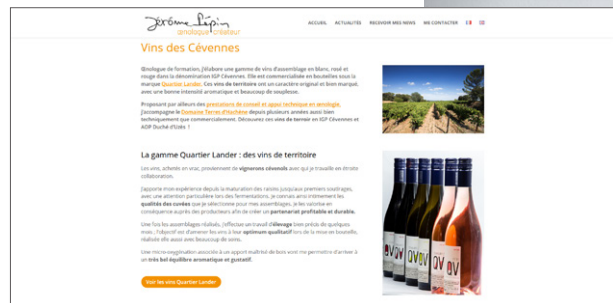 Jérôme Pépin
œnologue créateur
ACCUEIL ACTUALITÉS RECEVOIR MES NEWS ME CONTACTER
Vins des Cévennes
Œnologue de formation, j'élabore une gamme de vins d'assemblage en blanc, rosé et
rouge dans la dénomination IGP Cévennes. Elle est commercialisée en bouteilles sous la
marque Quartier Lander. Ces vins de territoire ont un caractère original et bien marqué,
avec une bonne intensité aromatique et beaucoup de souplesse.
Proposant par ailleurs des prestations de conseil et appui technique en œnologie,
j'accompagne le Domaine Terres d'Hachène depuis plusieurs années aussi bien
techniquement que commercialement. Découvrez ces vins de terroir en IGP Cévennes et
AOP Duché d'Uzès !
La gamme Quartier Lander : des vins de territoire
Les vins, achetés en vrac, proviennent de vignerons cévenols avec qui je travaille en étroite
collaboration.
J'apporte mon expérience depuis la maturation des raisins jusqu'aux premiers soutirages,
avec une attention particulière lors des fermentations. Je connais ainsi intimement les
qualités des cuvées que je sélectionne pour mes assemblages. Je les valorise en
conséquence auprès des producteurs afin de créer un partenariat profitable et durable.
Une fois les assemblages réalisés, j'effectue un travail d'élevage bien précis de quelques
mois ; l'objectif est d'amener les vins à leur optimum qualitatif lors de la mise en bouteille,
réalisée elle aussi avec beaucoup de soins.
Une micro-oxygénation associée à un apport maîtrisé de bois vont me permettre d'arriver à
un très bel équilibre aromatique et gustatif.
Voir les vins Quartier Lander